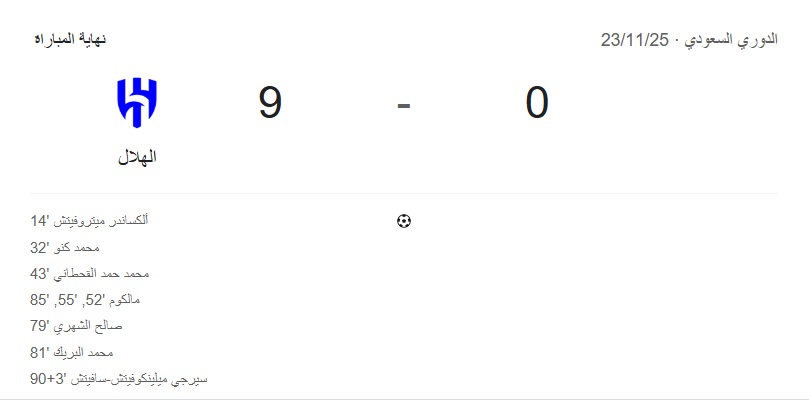 الدوري السعودي · 23/11/25
نهاية المباراة
0 - 9
الهلال
ألكساندر ميتروفيتش '14
محمد كنو '32
محمد حمد القحطاني '43
مالكوم '52, '55, '85
صالح الشهري '79
محمد البريك '81
سيرجي ميلينكوفيتش-سافيتش '3+90